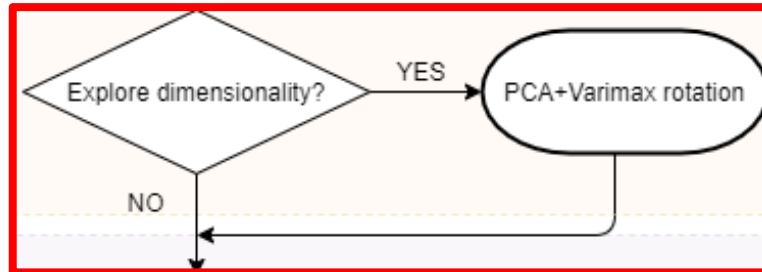 YES
Explore dimensionality?
PCA+Varimax rotation
NO